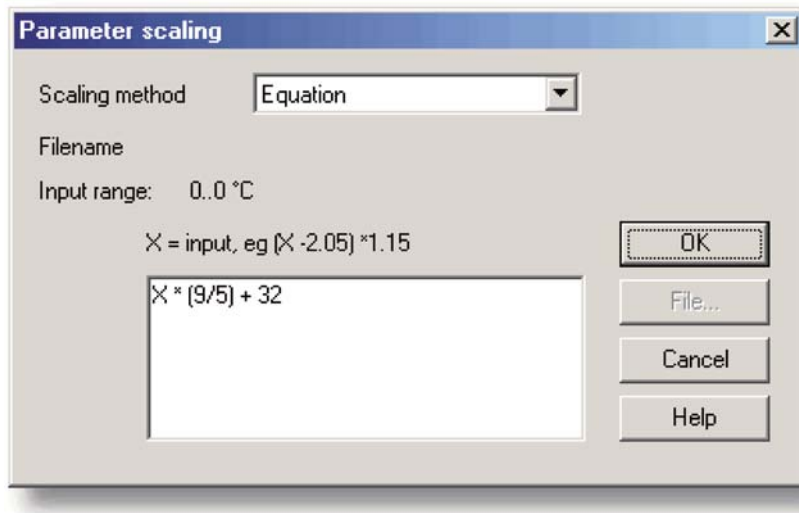 Parameter scaling
Scaling method Equation
Filename
Input range: 0..0 °C
X = input, eg (X -2.05) *1.15
X * (9/5) + 32
OK
File...
Cancel
Help